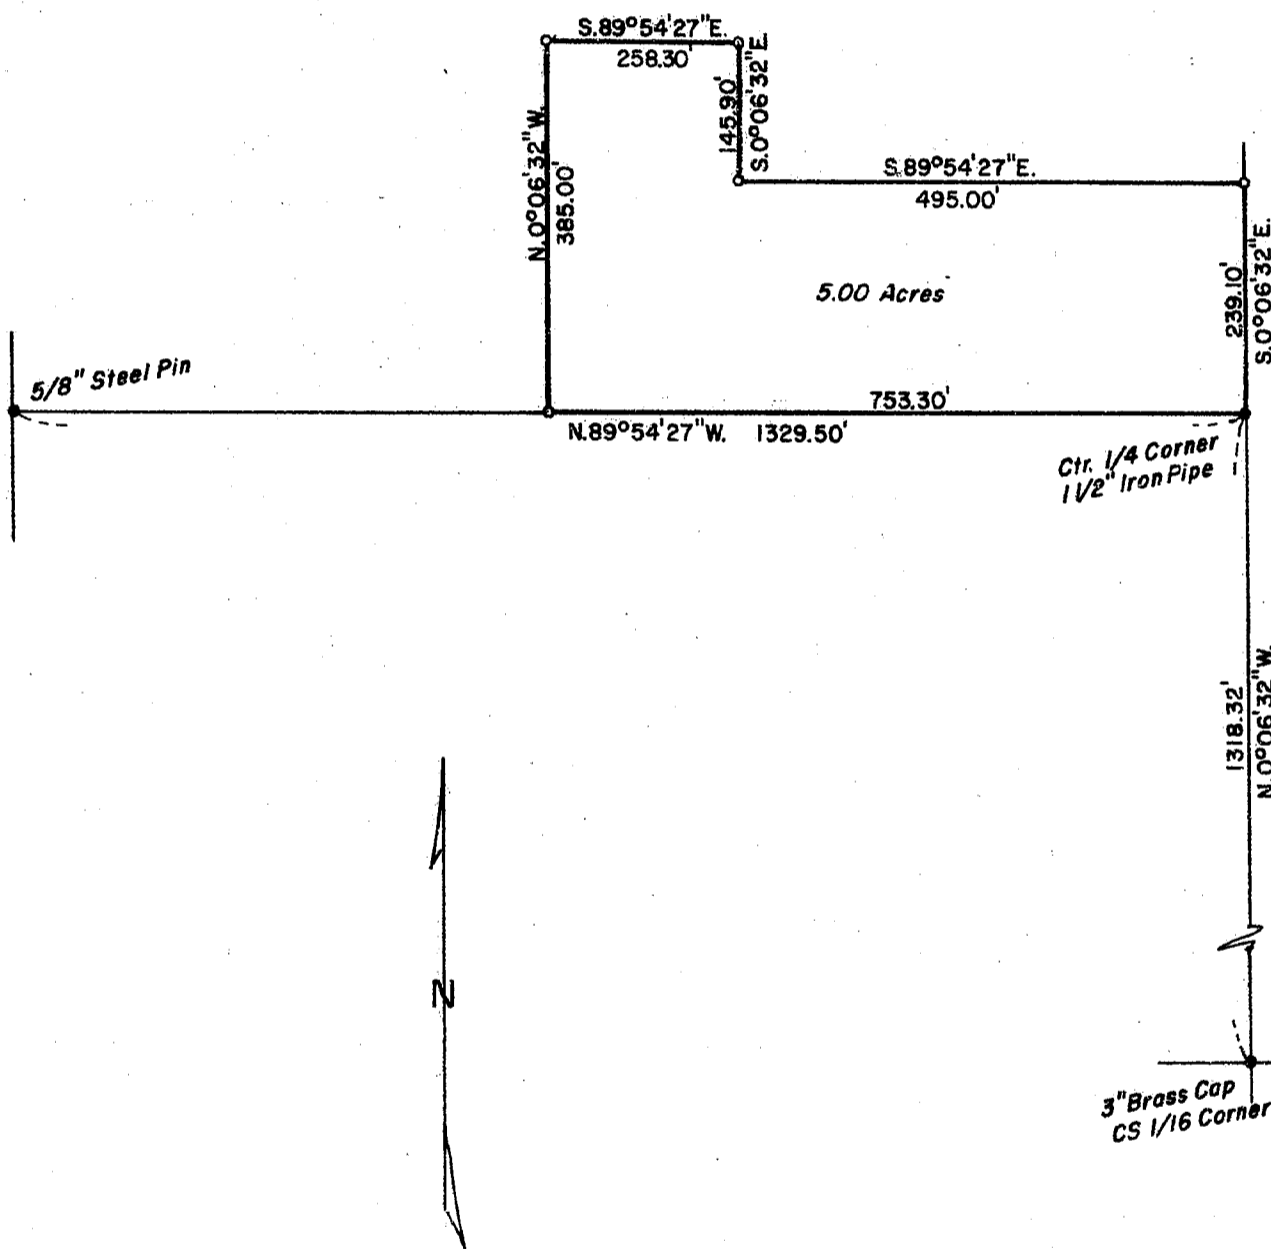 S.89°54'27"E.
258.30'
145.90'
S.0°06'32"E.
N.0°06'32"W.
385.00'
S.89°54'27"E.
495.00'
5.00 Acres
239.10'
S.0°06'32"E.
5/8" Steel Pin
753.30'
N.89°54'27"W. 1329.50'
Ctr. 1/4 Corner
1 1/2" Iron Pipe
1318.32'
N.0°06'32"W.
N
3" Brass Cap
CS 1/16 Corner